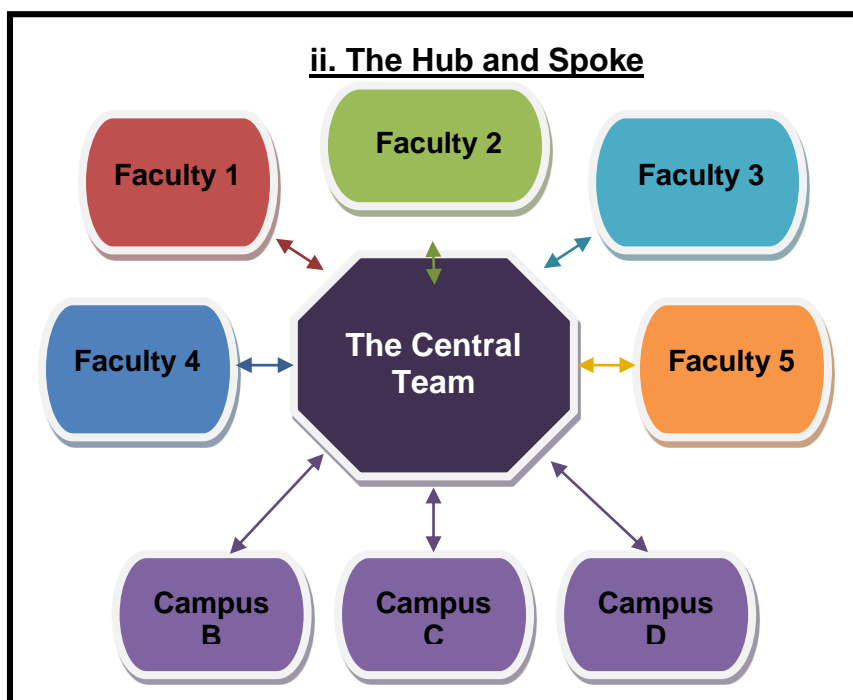 ii. The Hub and Spoke
Faculty 1
Faculty 2
Faculty 3
Faculty 4
The Central
Team
Faculty 5
Campus
B
Campus
C
Campus
D